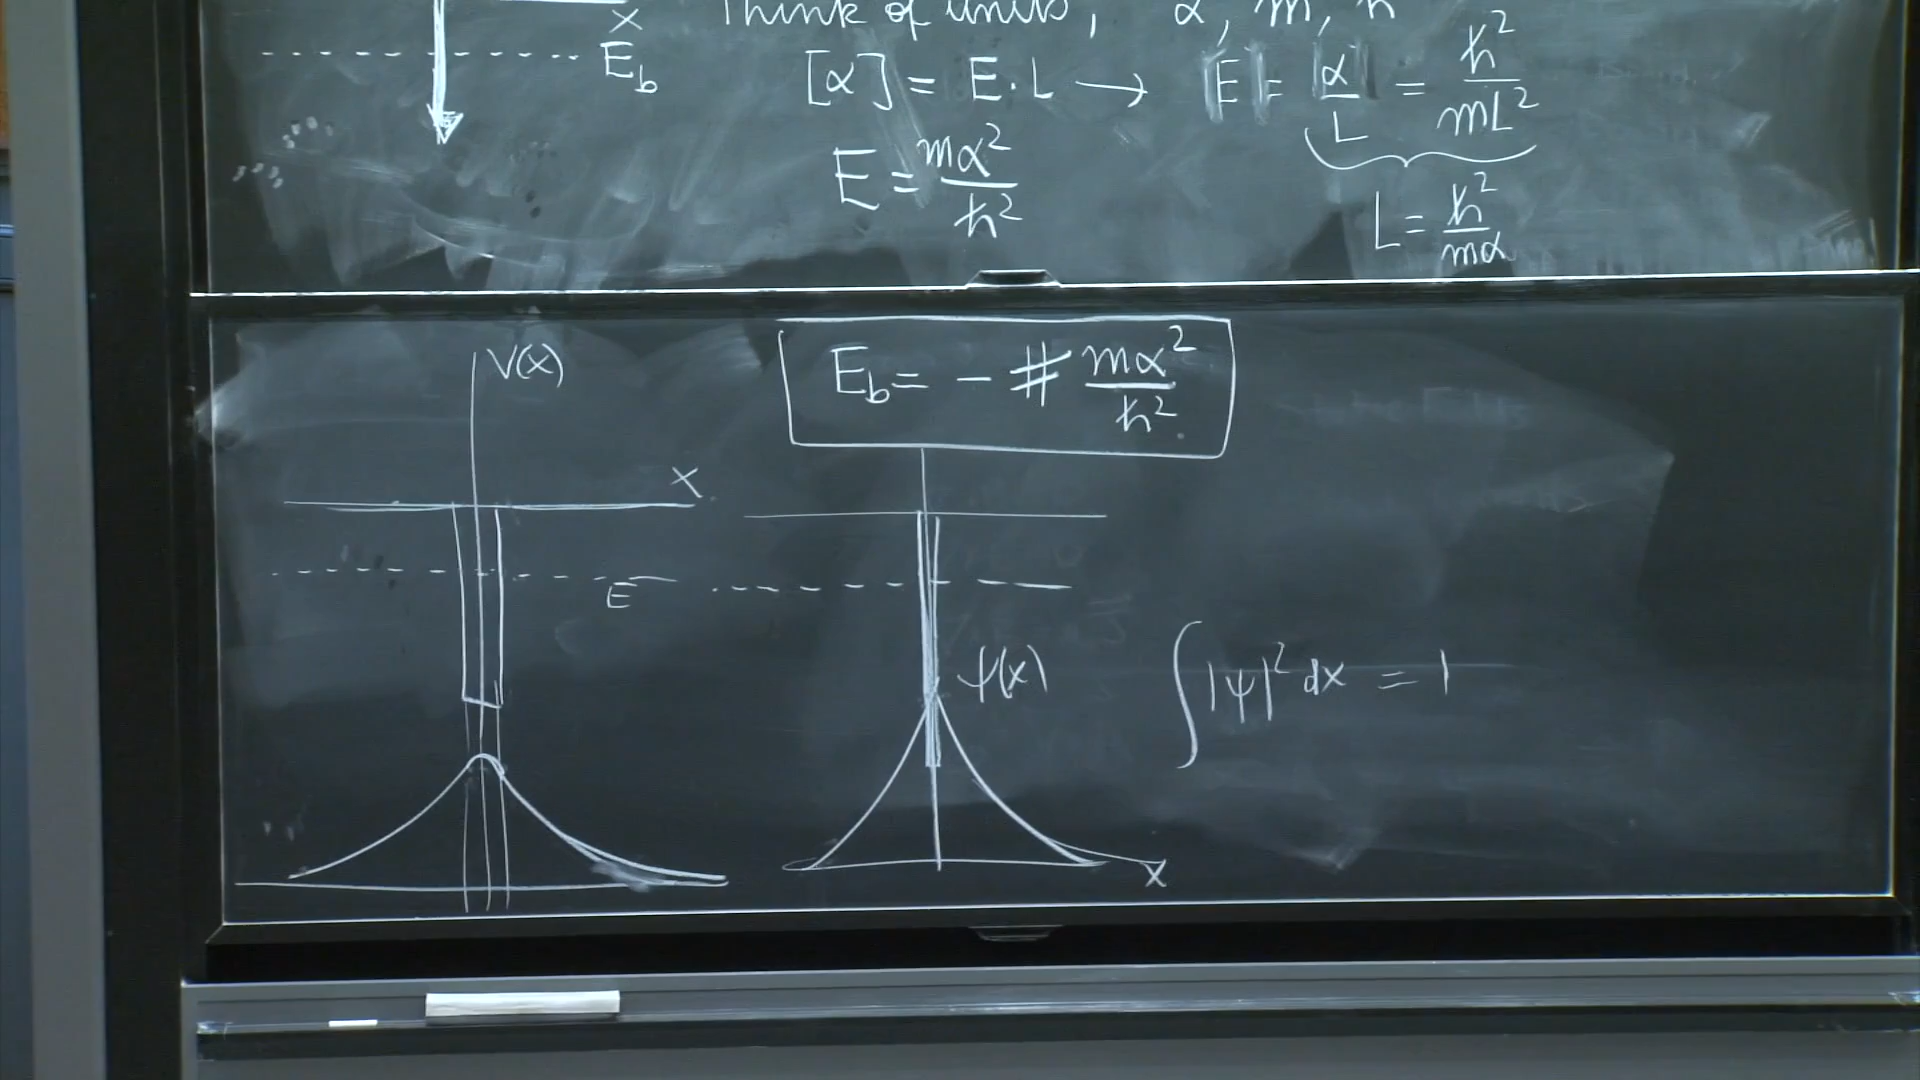 x
Think of units, α, m, ħ
E_b
[α] = E·L → [E] = [α]/L = ħ²/mL²
E = mα²/ħ²
L = ħ²/mα
V(x)
E_b = - # mα²/ħ²
x
E
ψ(x)
∫|ψ|² dx = 1
x